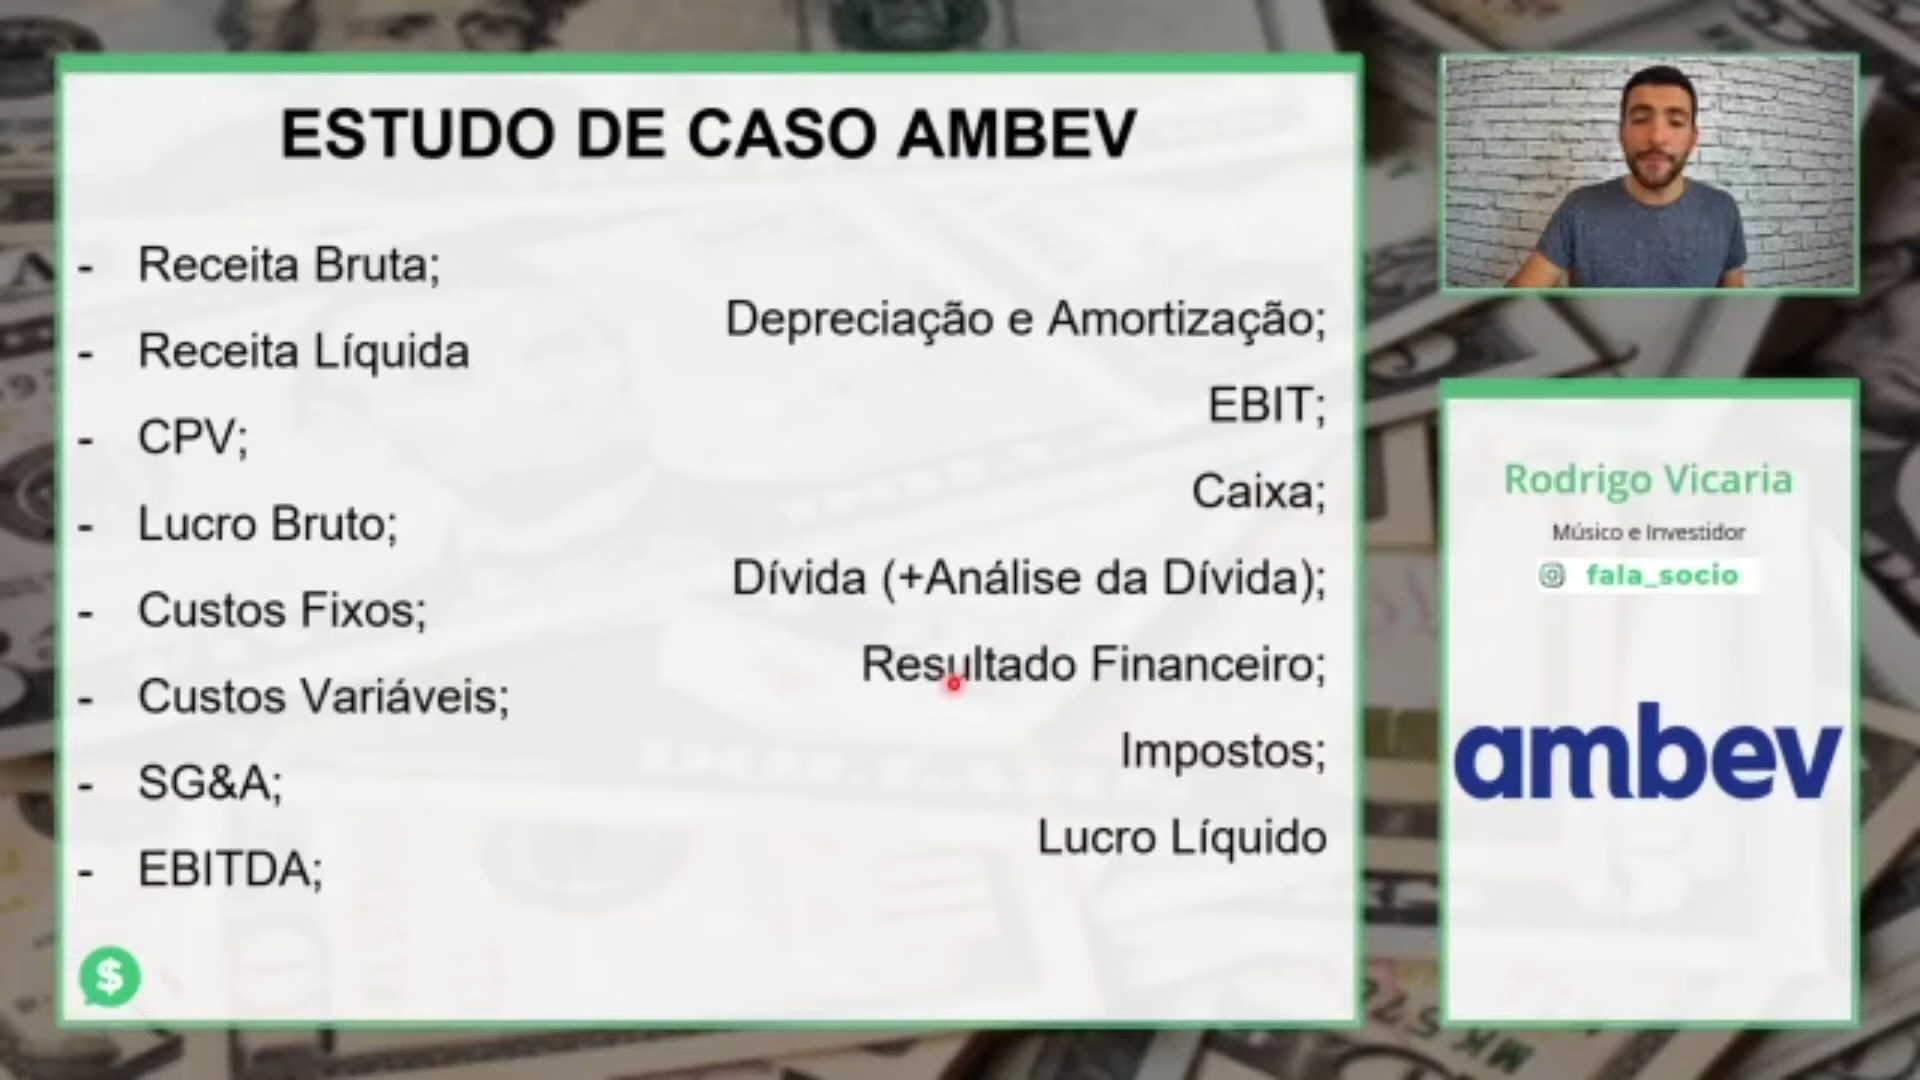 ESTUDO DE CASO AMBEV
- Receita Bruta;
- Receita Líquida
- CPV;
- Lucro Bruto;
- Custos Fixos;
- Custos Variáveis;
- SG&A;
- EBITDA;
Depreciação e Amortização;
EBIT;
Caixa;
Dívida (+Análise da Dívida);
Resultado Financeiro;
Impostos;
Lucro Líquido
$
Rodrigo Vicaria
Músico e Investidor
fala_socio
ambev